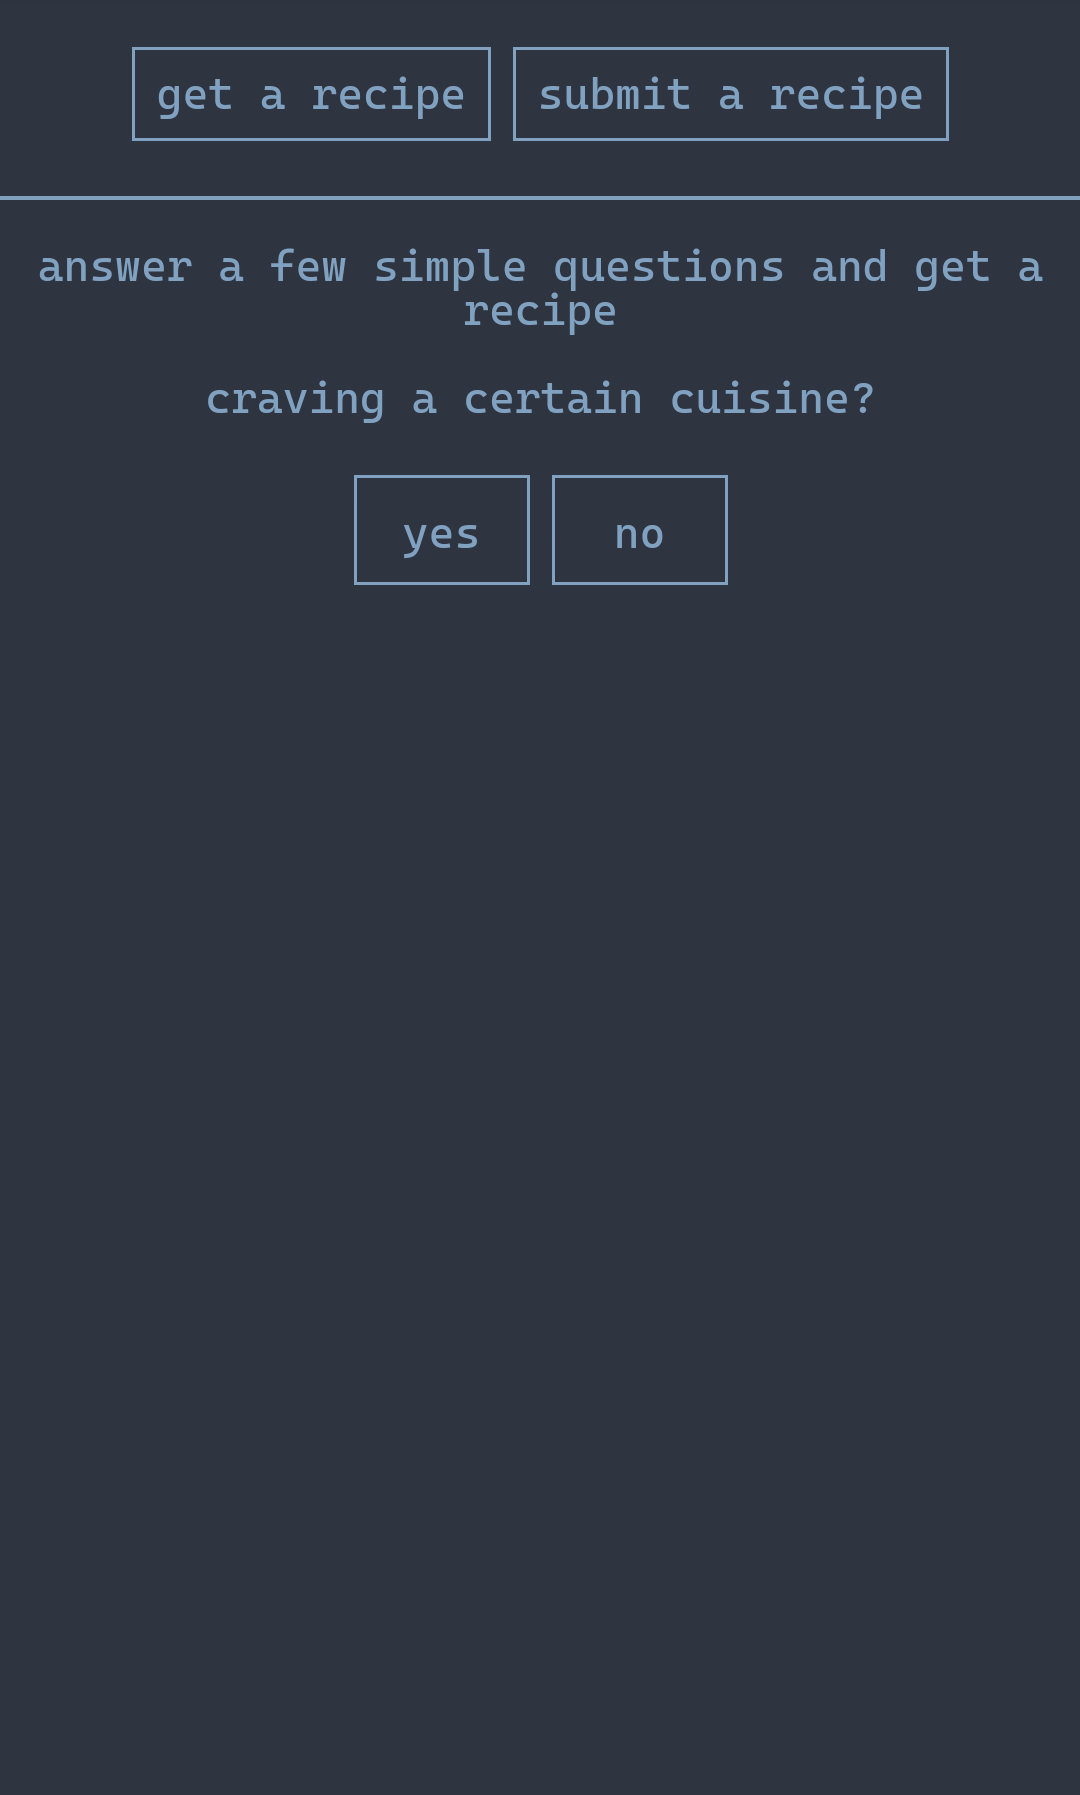 get a recipe submit a recipe
answer a few simple questions and get a
recipe
craving a certain cuisine?
yes no